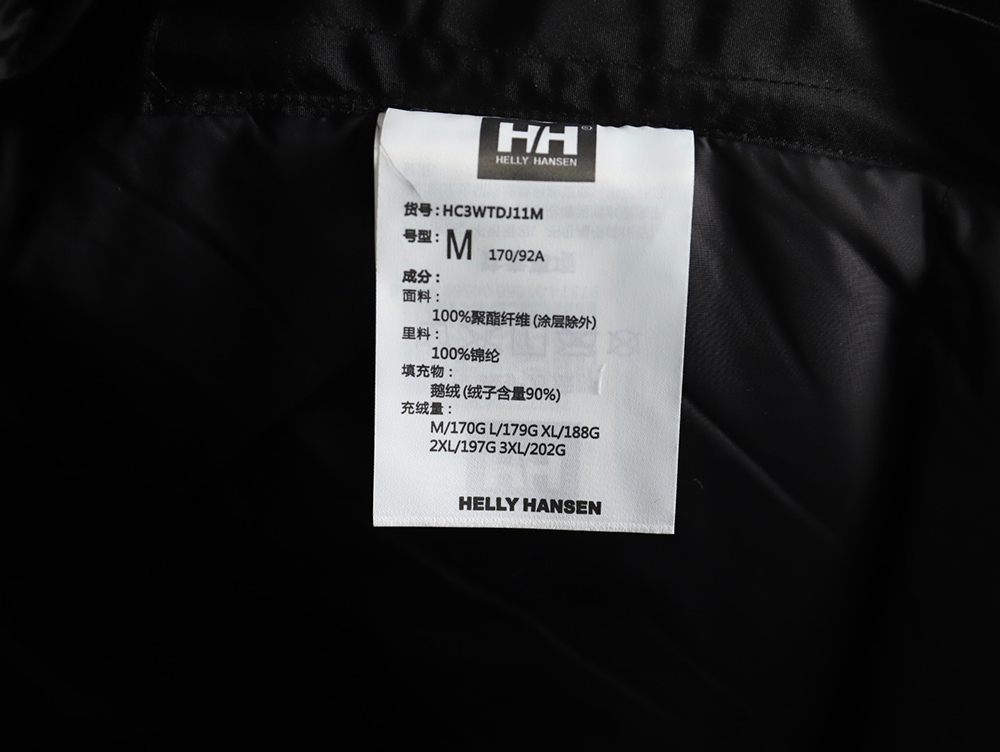 HH®
HELLY HANSEN
货号：HC3WTDJ11M
号型：M 170/92A
成分：
面料：
100%聚酯纤维 (涂层除外)
里料：
100%锦纶
填充物：
鹅绒 (绒子含量90%)
充绒量：
M/170G L/179G XL/188G
2XL/197G 3XL/202G
HELLY HANSEN